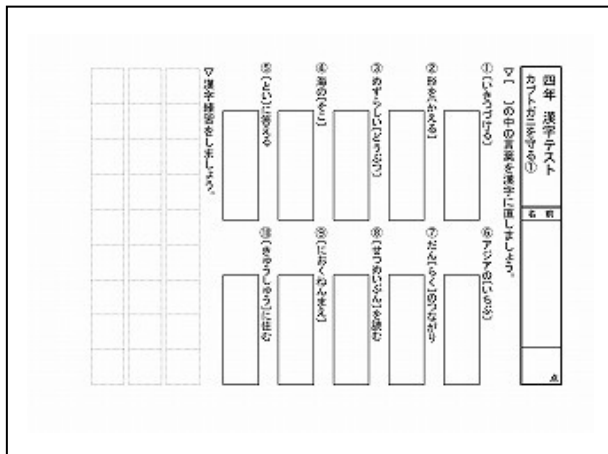 四年 漢字テスト
カブトガニを守る①
名前
点
▽[ ]の中の言葉を漢字に直しましょう。
①[いきつづける]
②形を[かえる]
③めずらしい[どうぶつ]
④海の[そこ]
⑤[とい]に答える
⑥アジアの[いちぶ]
⑦だん[らく]のつながり
⑧[せつめいぶん]を読む
⑨[におくねんまえ]
⑩[きゅうしゅう]に住む
▽漢字練習をしましょう。